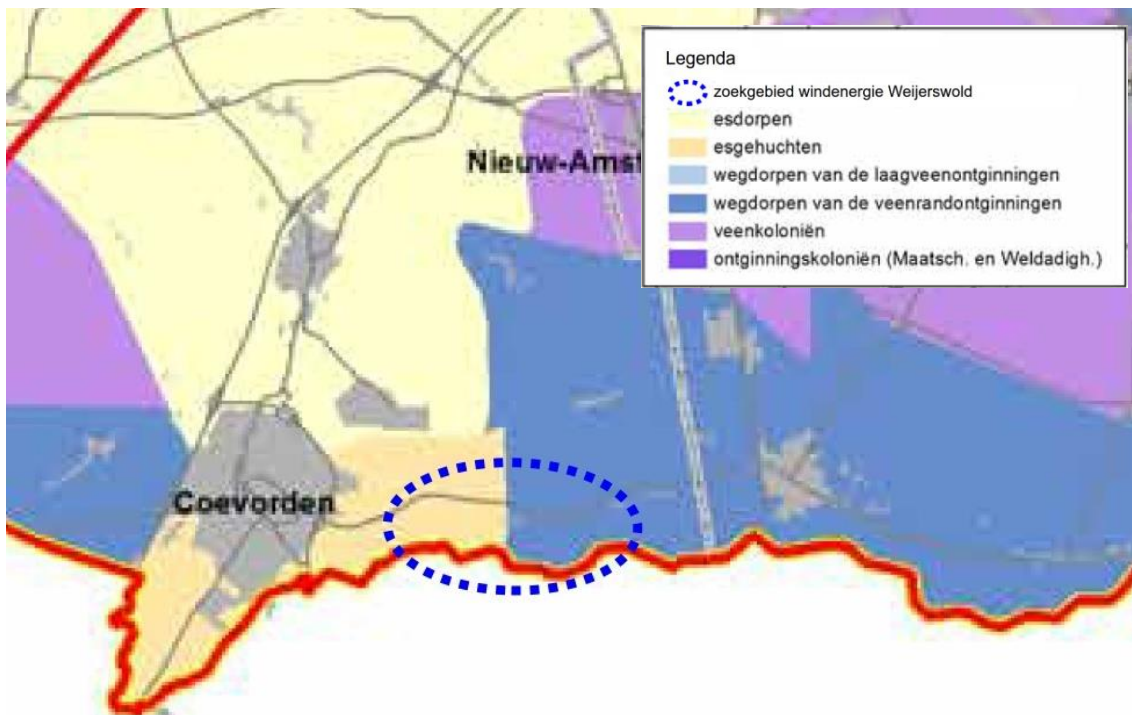 Legenda
zoekgebied windenergie Weijerswold
esdorpen
esgehuchten
wegdorpen van de laagveenontginningen
wegdorpen van de veenrandontginningen
veenkoloniën
ontginningskoloniën (Maatsch. en Weldadigh.)
Nieuw-Amst
Coevorden